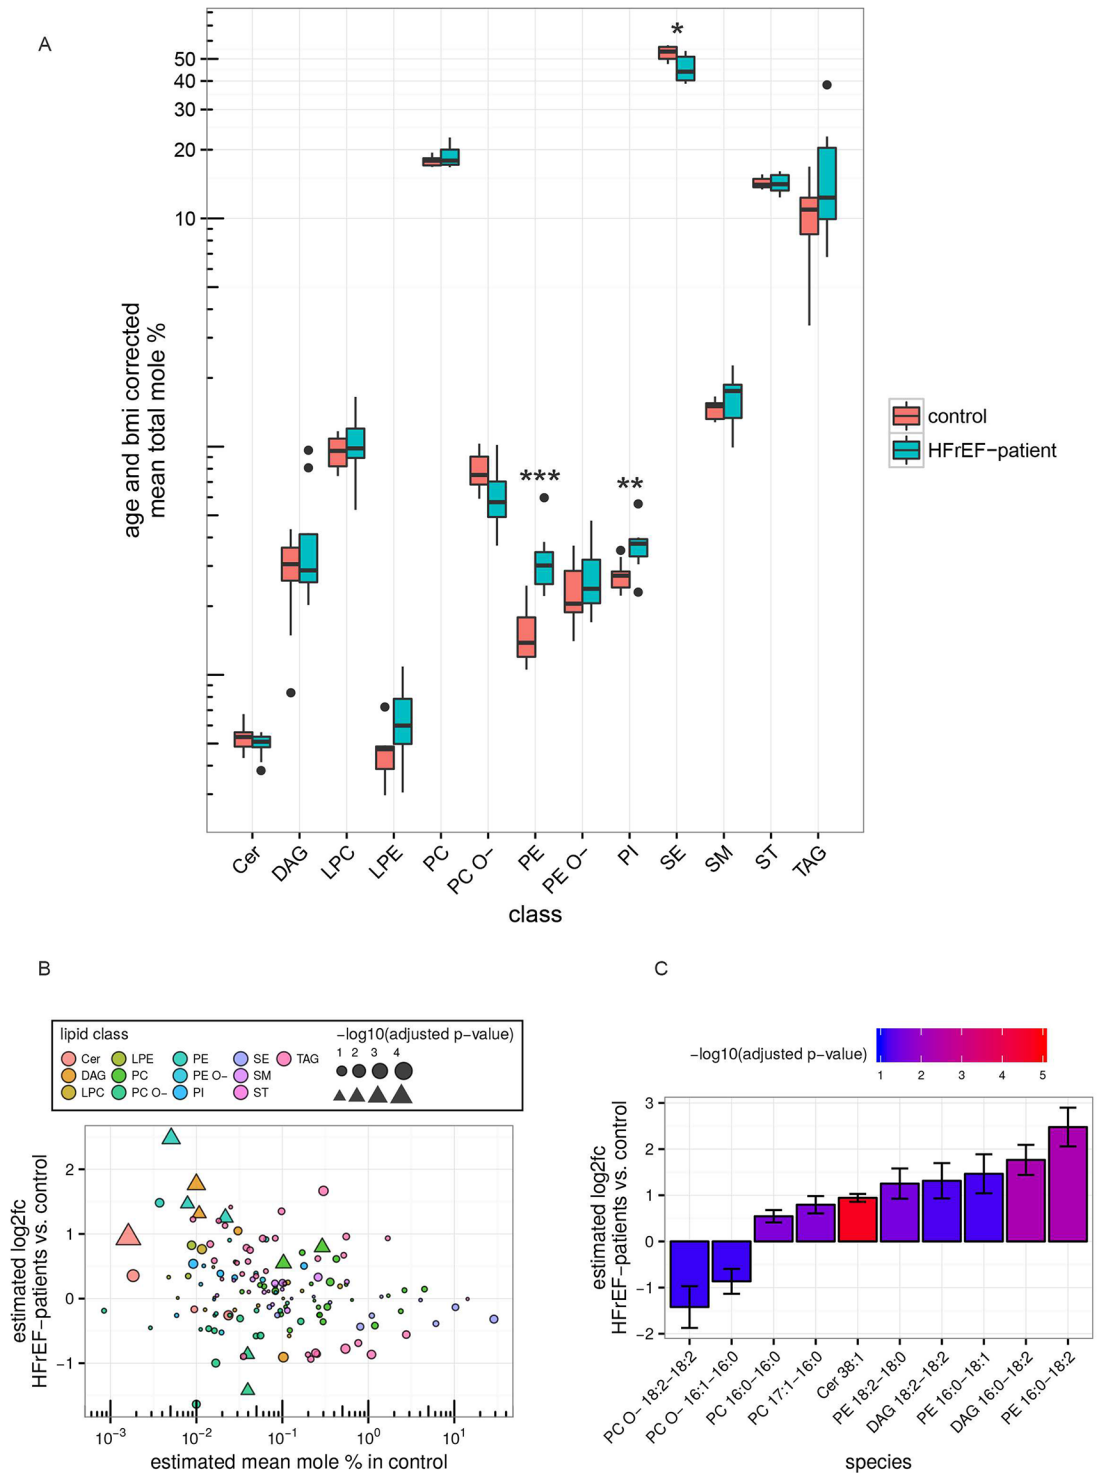 A
*
50
40
30
20
10
***
**
age and bmi corrected
mean total mole %
control
HFrEF−patient
Cer
DAG
LPC
LPE
PC
PC O−
PE
PE O−
PI
SE
SM
ST
TAG
class
B
lipid class
Cer LPE PE SE TAG
DAG PC PE O− SM
LPC PC O− PI ST
−log10(adjusted p−value)
1 2 3 4
estimated log2fc
HFrEF−patients vs. control
2
1
0
−1
10−3 10−2 10−1 100 101
estimated mean mole % in control
C
−log10(adjusted p−value)
1 2 3 4 5
estimated log2fc
HFrEF−patients vs. control
3
2
1
0
−1
−2
PC O− 18:2−18:2
PC O− 16:1−16:0
PC 16:0−16:0
PC 17:1−16:0
Cer 38:1
PE 18:2−18:0
DAG 18:2−18:2
PE 16:0−18:1
DAG 16:0−18:2
PE 16:0−18:2
species